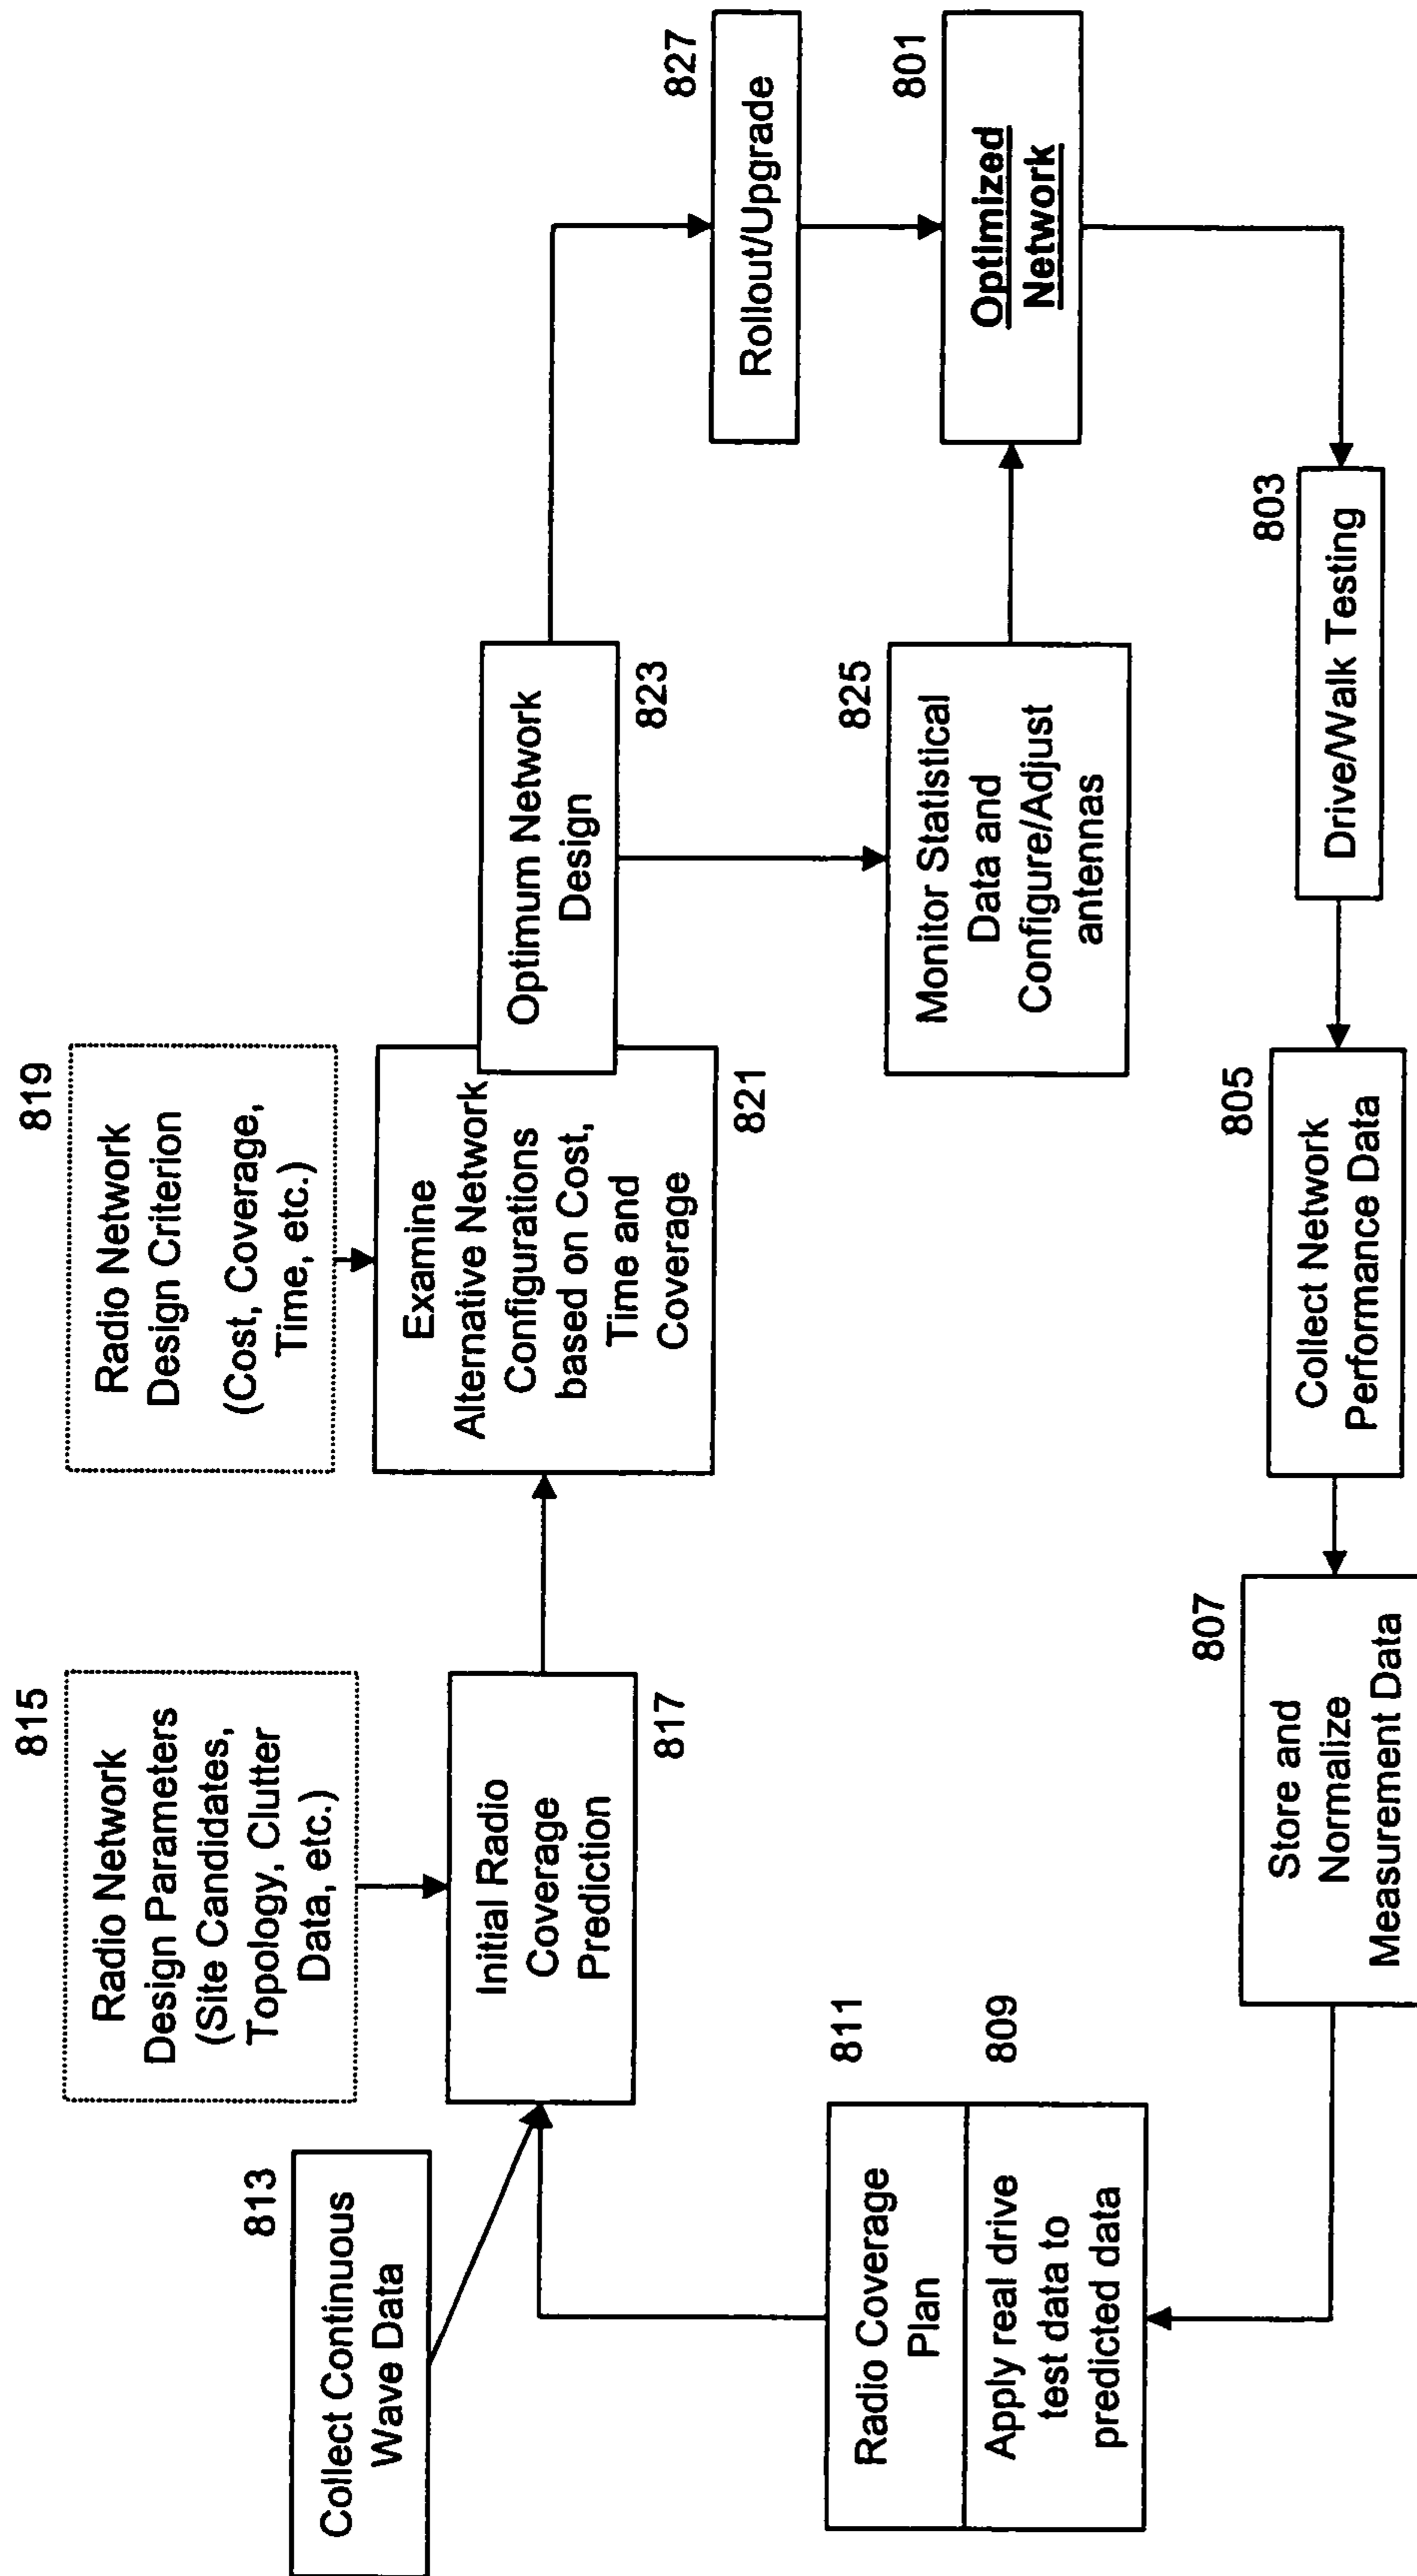 815
Radio Network
Design Parameters
(Site Candidates,
Topology, Clutter
Data, etc.)
819
Radio Network
Design Criterion
(Cost, Coverage,
Time, etc.)
813
Collect Continuous
Wave Data
Initial Radio
Coverage
Prediction
817
Examine
Alternative Network
Configurations
based on Cost,
Time and
Coverage
821
Optimum Network
Design
823
827
Rollout/Upgrade
811
Radio Coverage
Plan
809
Apply real drive
test data to
predicted data
825
Monitor Statistical
Data and
Configure/Adjust
antennas
801
Optimized
Network
807
Store and
Normalize
Measurement Data
805
Collect Network
Performance Data
803
Drive/Walk Testing